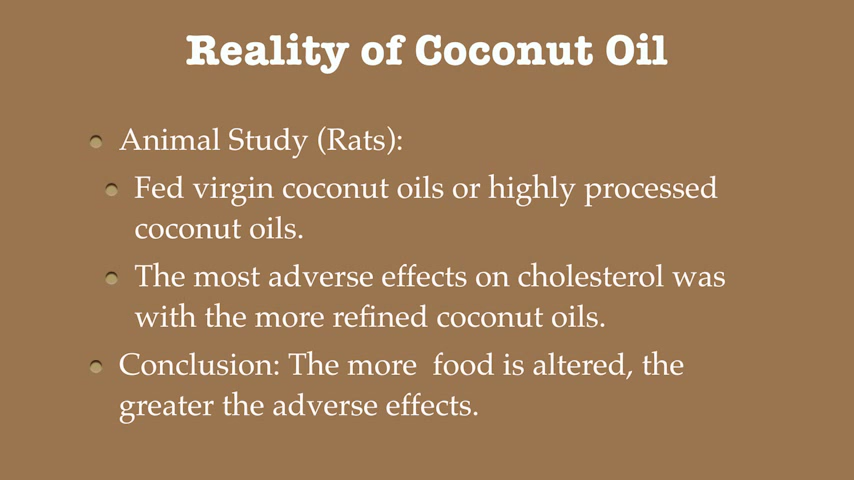 Reality of Coconut Oil
Animal Study (Rats):
Fed virgin coconut oils or highly processed
coconut oils.
The most adverse effects on cholesterol was
with the more refined coconut oils.
Conclusion: The more  food is altered, the
greater the adverse effects.